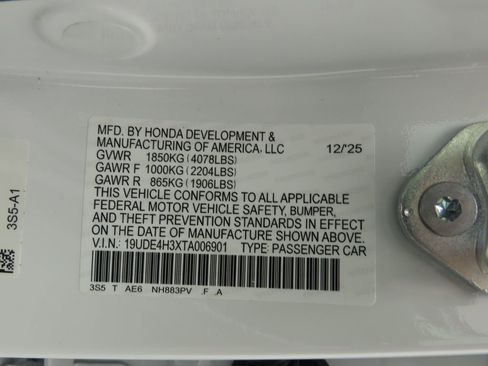 MFD. BY HONDA DEVELOPMENT &
MANUFACTURING OF AMERICA, LLC 12/'25
GVWR 1850KG (4078LBS)
GAWR F 1000KG (2204LBS)
GAWR R 865KG (1906LBS)
THIS VEHICLE CONFORMS TO ALL APPLICABLE
FEDERAL MOTOR VEHICLE SAFETY, BUMPER,
AND THEFT PREVENTION STANDARDS IN EFFECT
ON THE DATE OF MANUFACTURE SHOWN ABOVE.
V.I.N.: 19UDE4H3XTA006901 TYPE: PASSENGER CAR
3S5 T AE6 NH883PV .F .A
3S5-A1